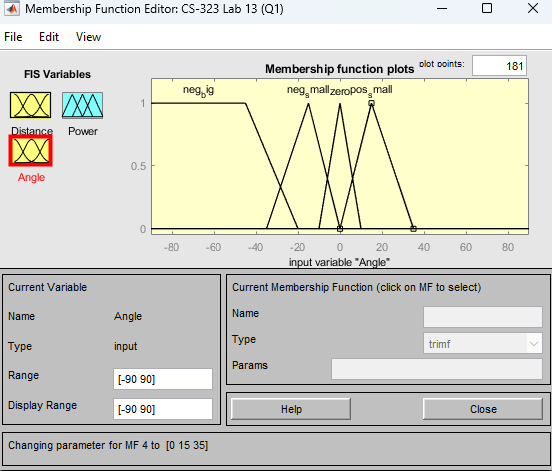 Membership Function Editor: CS-323 Lab 13 (Q1)
File Edit View
FIS Variables
Membership function plots
plot points:
181
Distance
Power
Angle
neg_big
neg_small
zero
pos_small
1
0.5
0
-80 -60 -40 -20 0 20 40 60 80
input variable "Angle"
Current Variable
Name Angle
Type input
Range [-90 90]
Display Range [-90 90]
Current Membership Function (click on MF to select)
Name
Type trimf
Params
Help
Close
Changing parameter for MF 4 to [0 15 35]